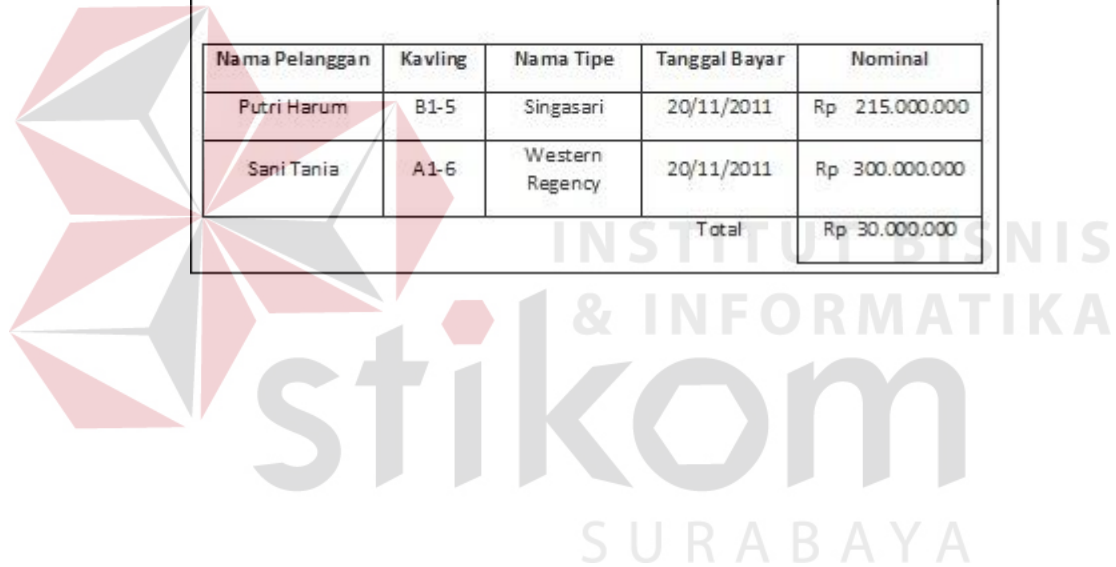 Nama Pelanggan Kavling Nama Tipe Tanggal Bayar Nominal
Putri Harum B1-5 Singasari 20/11/2011 Rp 215.000.000
Sani Tania A1-6 Western Regency 20/11/2011 Rp 300.000.000
Total Rp 30.000.000
INSTITUT BISNIS
& INFORMATIKA
stikom
SURABAYA